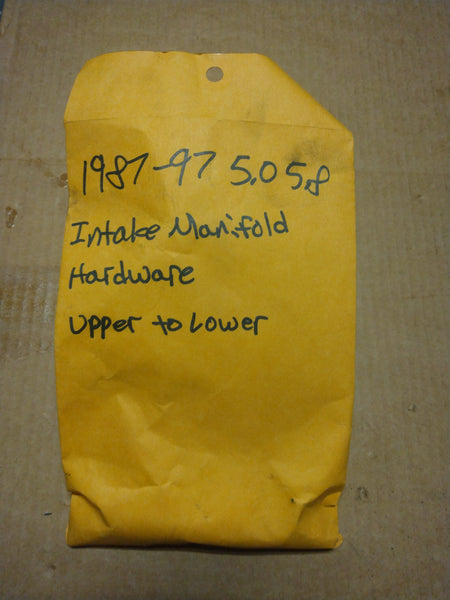 1987-97 5.0 5.8
Intake Manifold
Hardware
Upper to Lower